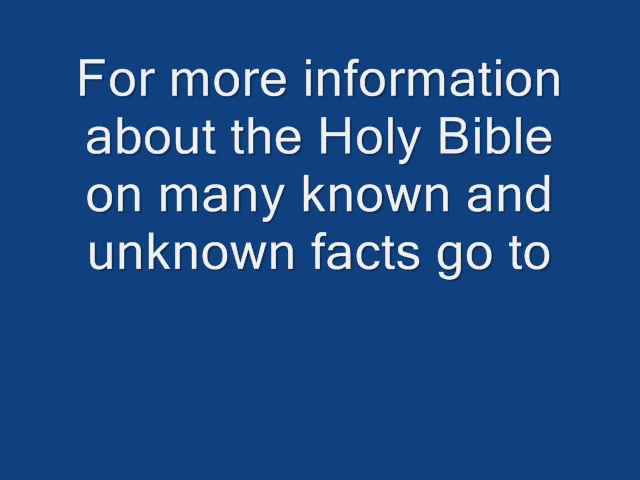 For more information
about the Holy Bible
on many known and
unknown facts go to